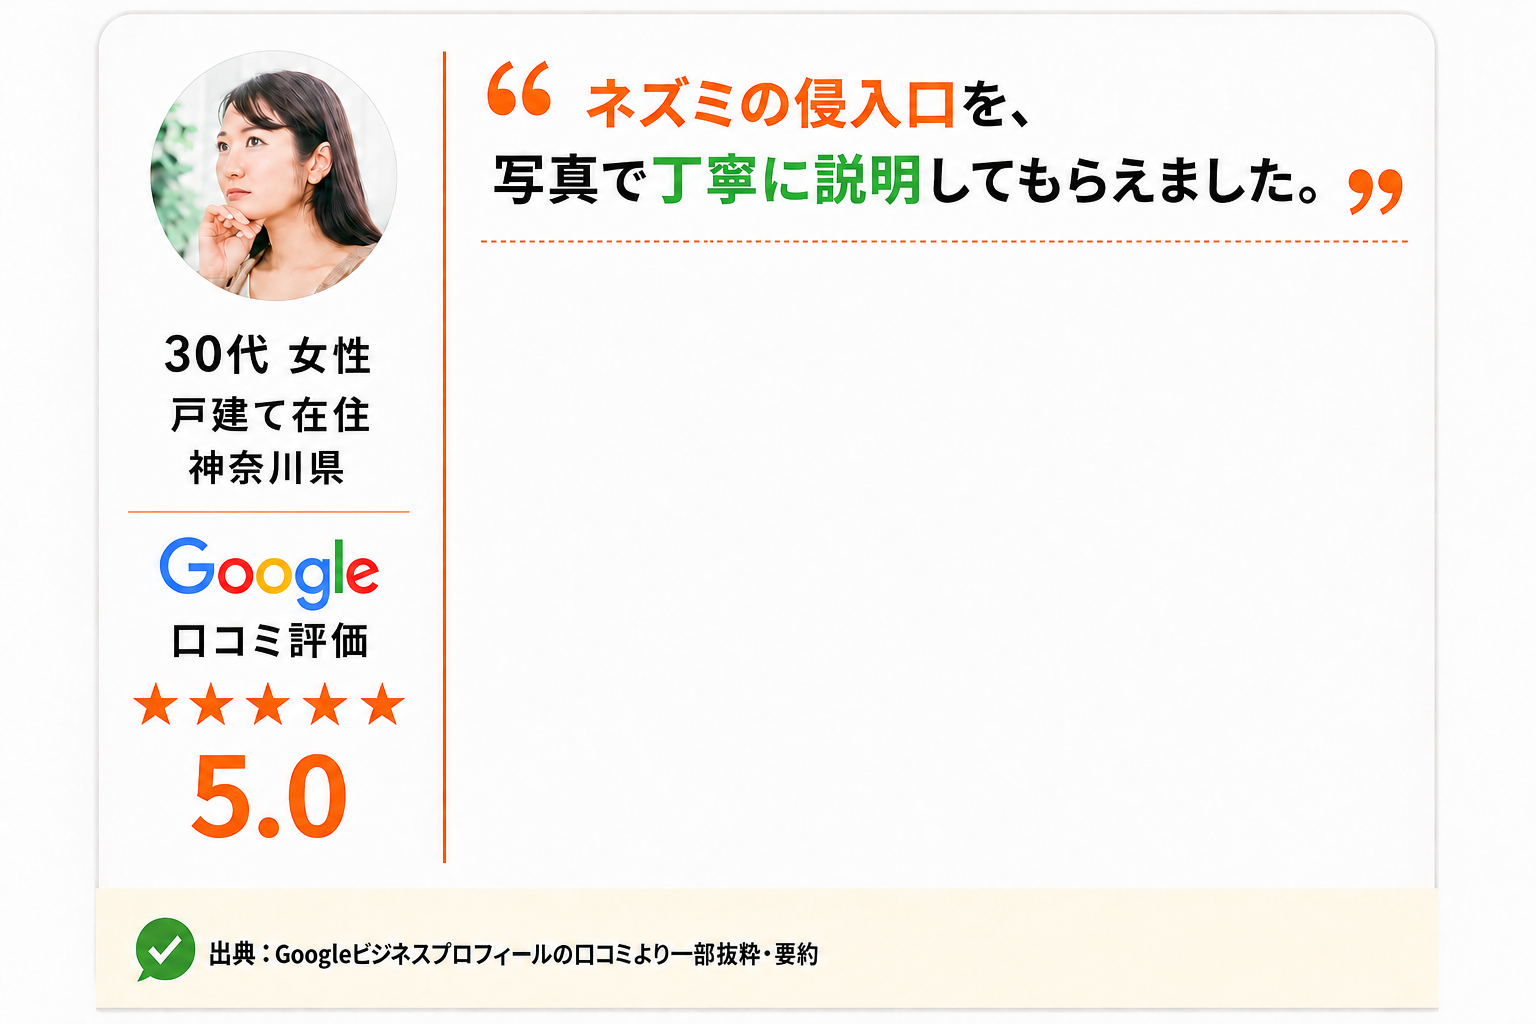 30代 女性
戸建て在住
神奈川県
Google
口コミ評価
★★★★★
5.0
“ ネズミの侵入口を、
写真で丁寧に説明してもらえました。”
出典：Googleビジネスプロフィールの口コミより一部抜粋・要約